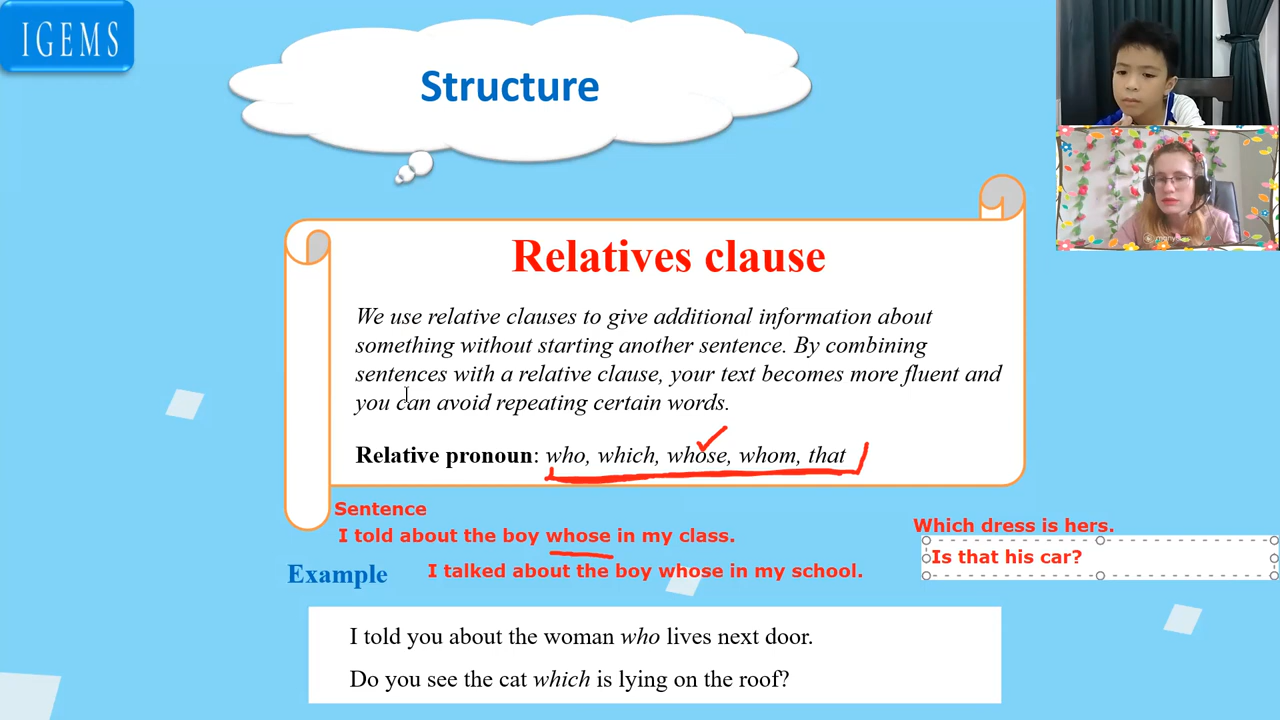 IGEMS
Structure
Relatives clause
We use relative clauses to give additional information about
something without starting another sentence. By combining
sentences with a relative clause, your text becomes more fluent and
you can avoid repeating certain words.
Relative pronoun: who, which, whose, whom, that
Sentence
I told about the boy whose in my class.
Which dress is hers.
Is that his car?
Example
I talked about the boy whose in my school.
I told you about the woman who lives next door.
Do you see the cat which is lying on the roof?